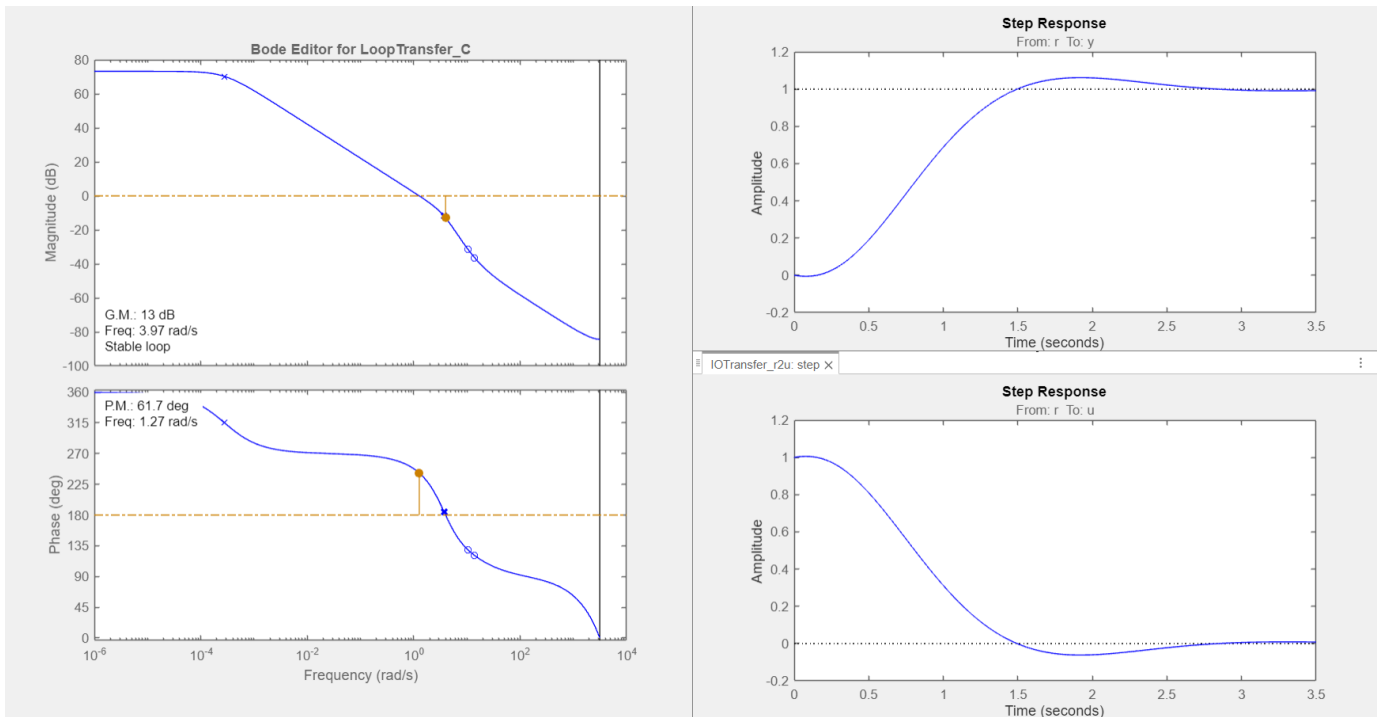 Bode Editor for LoopTransfer_C
Magnitude (dB)
80
60
40
20
0
-20
-40
-60
-80
-100
G.M.: 13 dB
Freq: 3.97 rad/s
Stable loop
Phase (deg)
360
315
270
225
180
135
90
45
0
P.M.: 61.7 deg
Freq: 1.27 rad/s
10-6 10-4 10-2 100 102 104
Frequency (rad/s)
Step Response
From: r To: y
Amplitude
1.2
1
0.8
0.6
0.4
0.2
0
-0.2
0 0.5 1 1.5 2 2.5 3 3.5
Time (seconds)
IOTransfer_r2u: step
Step Response
From: r To: u
Amplitude
1.2
1
0.8
0.6
0.4
0.2
0
-0.2
0 0.5 1 1.5 2 2.5 3 3.5
Time (seconds)